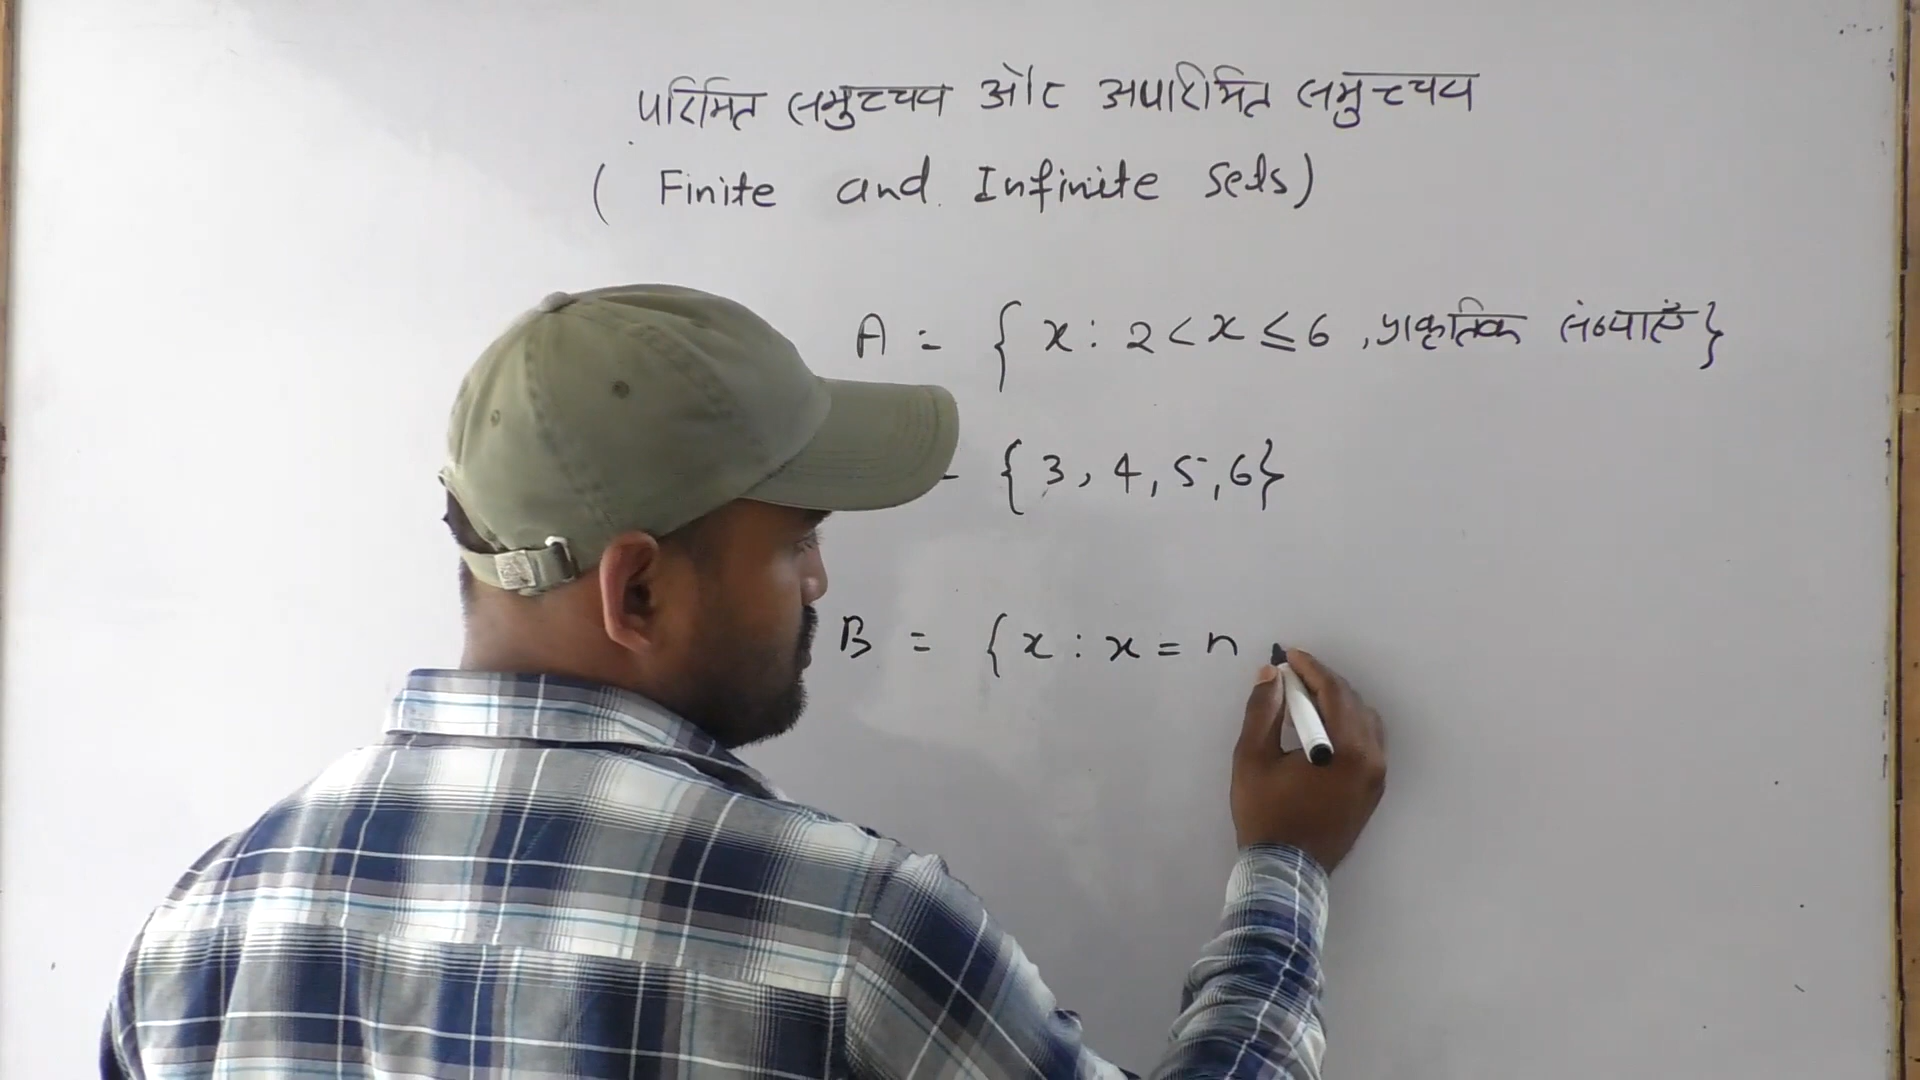 परिमित समुच्चय और अपरिमित समुच्चय
( Finite and Infinite Sets)
A = { x : 2 < x ≤ 6 , प्राकृतिक संख्याएँ }
= { 3, 4, 5, 6}
B = { x : x = n